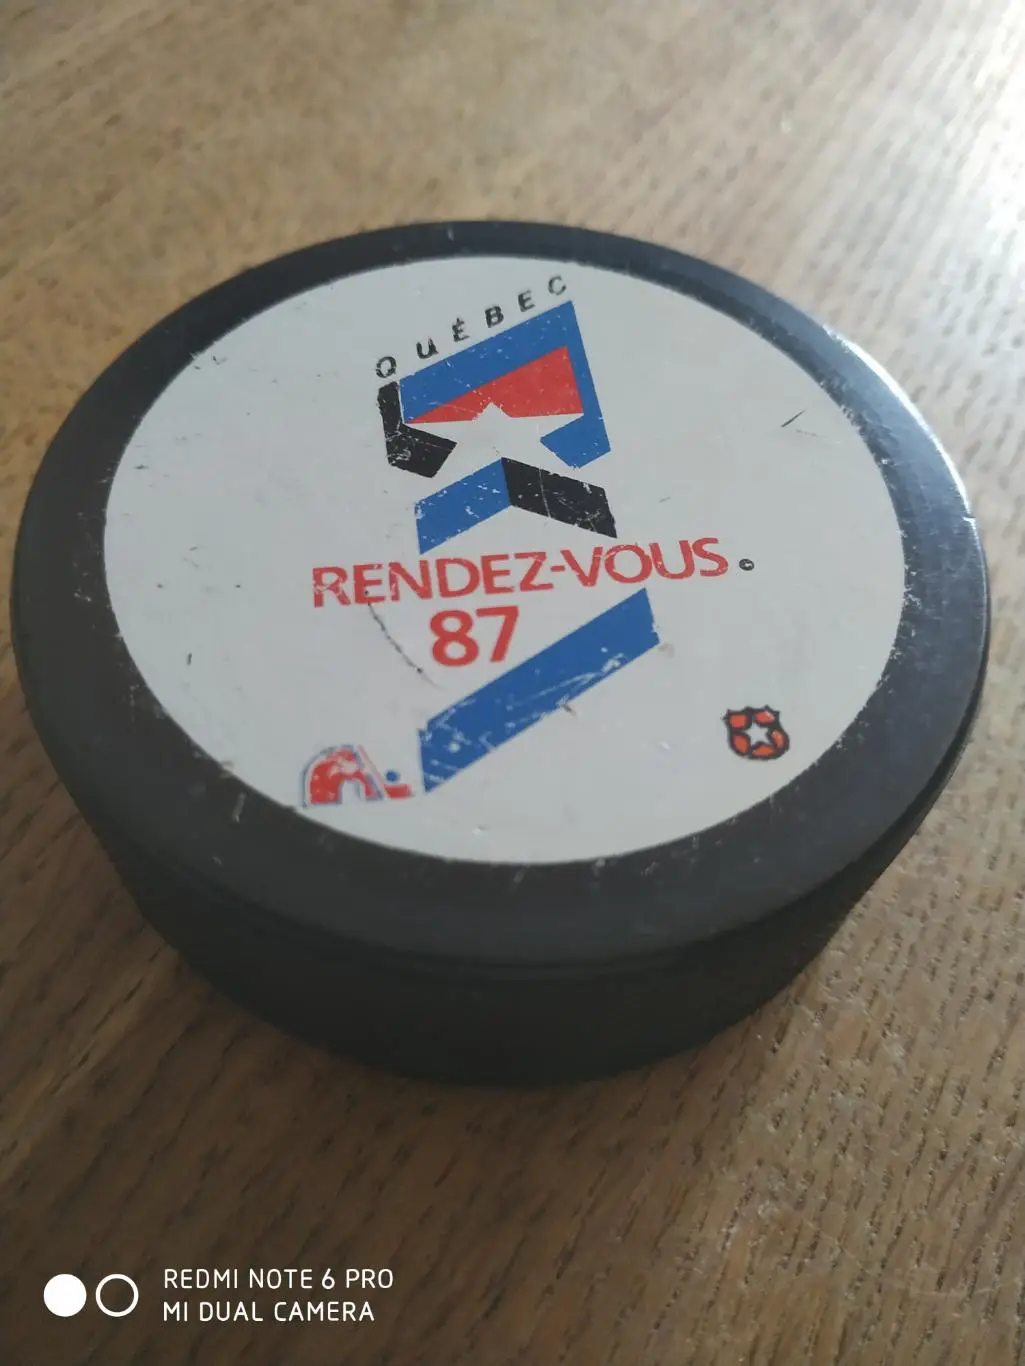 QUÉBEC
RENDEZ-VOUS ©
87
REDMI NOTE 6 PRO
MI DUAL CAMERA